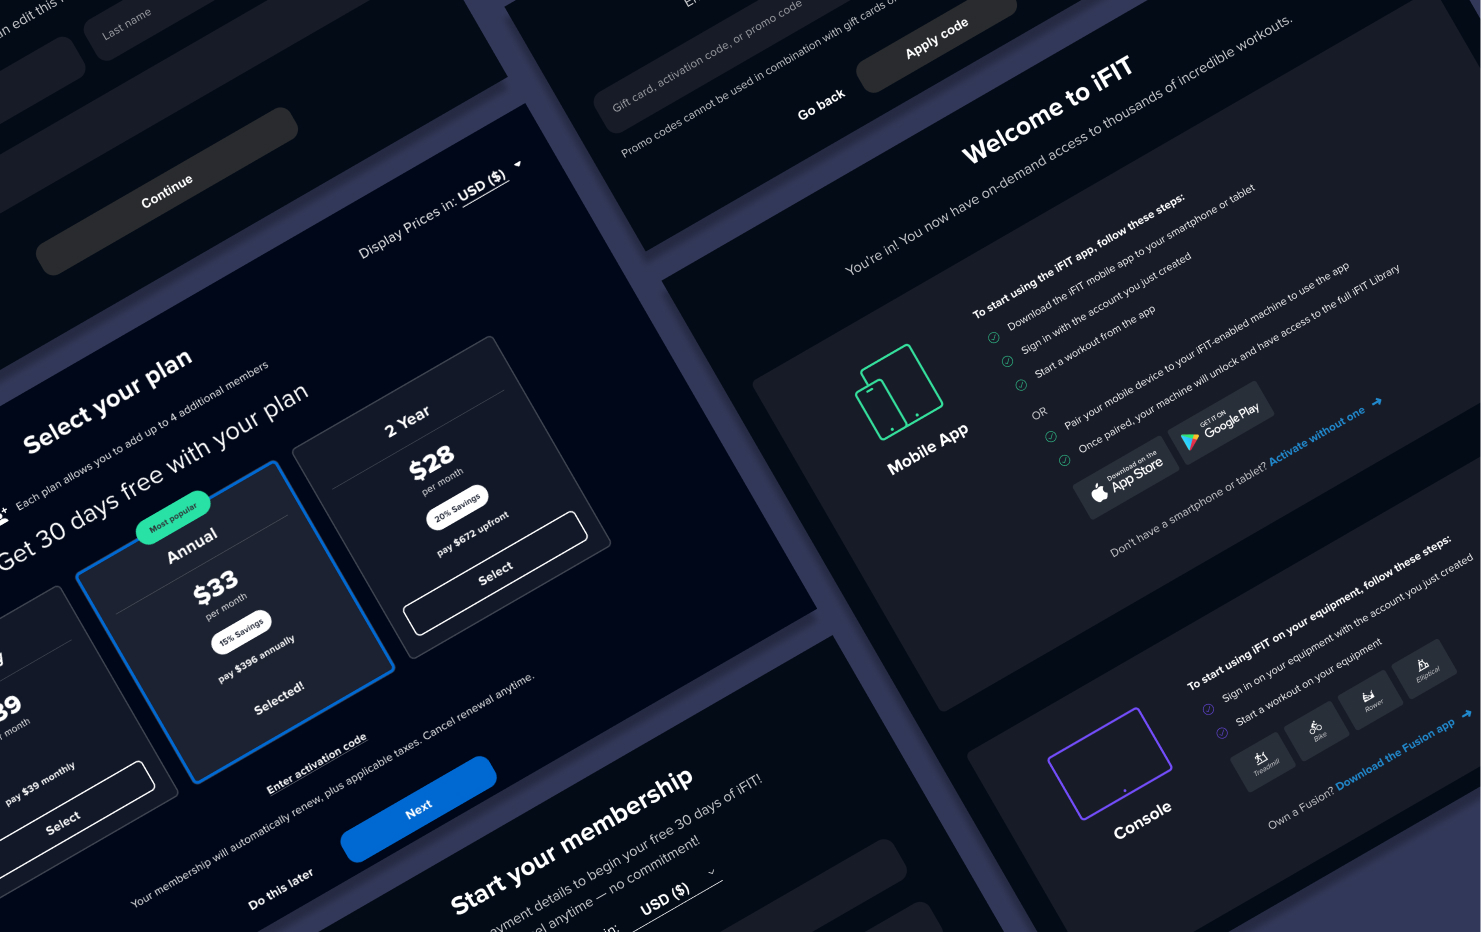 an edit this
Last name
Continue
Gift card, activation code, or promo code
Promo codes cannot be used in combination with gift cards o
Go back
Apply code
Display Prices in: USD ($)
Select your plan
Each plan allows you to add up to 4 additional members
Get 30 days free with your plan
y
39
month
pay $39 monthly
Select
Most popular
Annual
$33
per month
15% Savings
pay $396 annually
Selected!
2 Year
$28
per month
20% Savings
pay $672 upfront
Select
Enter activation code
Your membership will automatically renew, plus applicable taxes. Cancel renewal anytime.
Do this later
Next
Start your membership
ayment details to begin your free 30 days of iFIT!
el anytime — no commitment!
in:
USD ($)
Welcome to iFIT
You're in! You now have on-demand access to thousands of incredible workouts.
Mobile App
To start using the iFIT app, follow these steps:
Download the iFIT mobile app to your smartphone or tablet
Sign in with the account you just created
Start a workout from the app
OR
Pair your mobile device to your iFIT-enabled machine to use the app
Once paired, your machine will unlock and have access to the full iFIT Library
Download on the
App Store
GET IT ON
Google Play
Don't have a smartphone or tablet? Activate without one
Console
To start using iFIT on your equipment, follow these steps:
Sign in on your equipment with the account you just created
Start a workout on your equipment
Treadmill
Bike
Rower
Elliptical
Own a Fusion? Download the Fusion app